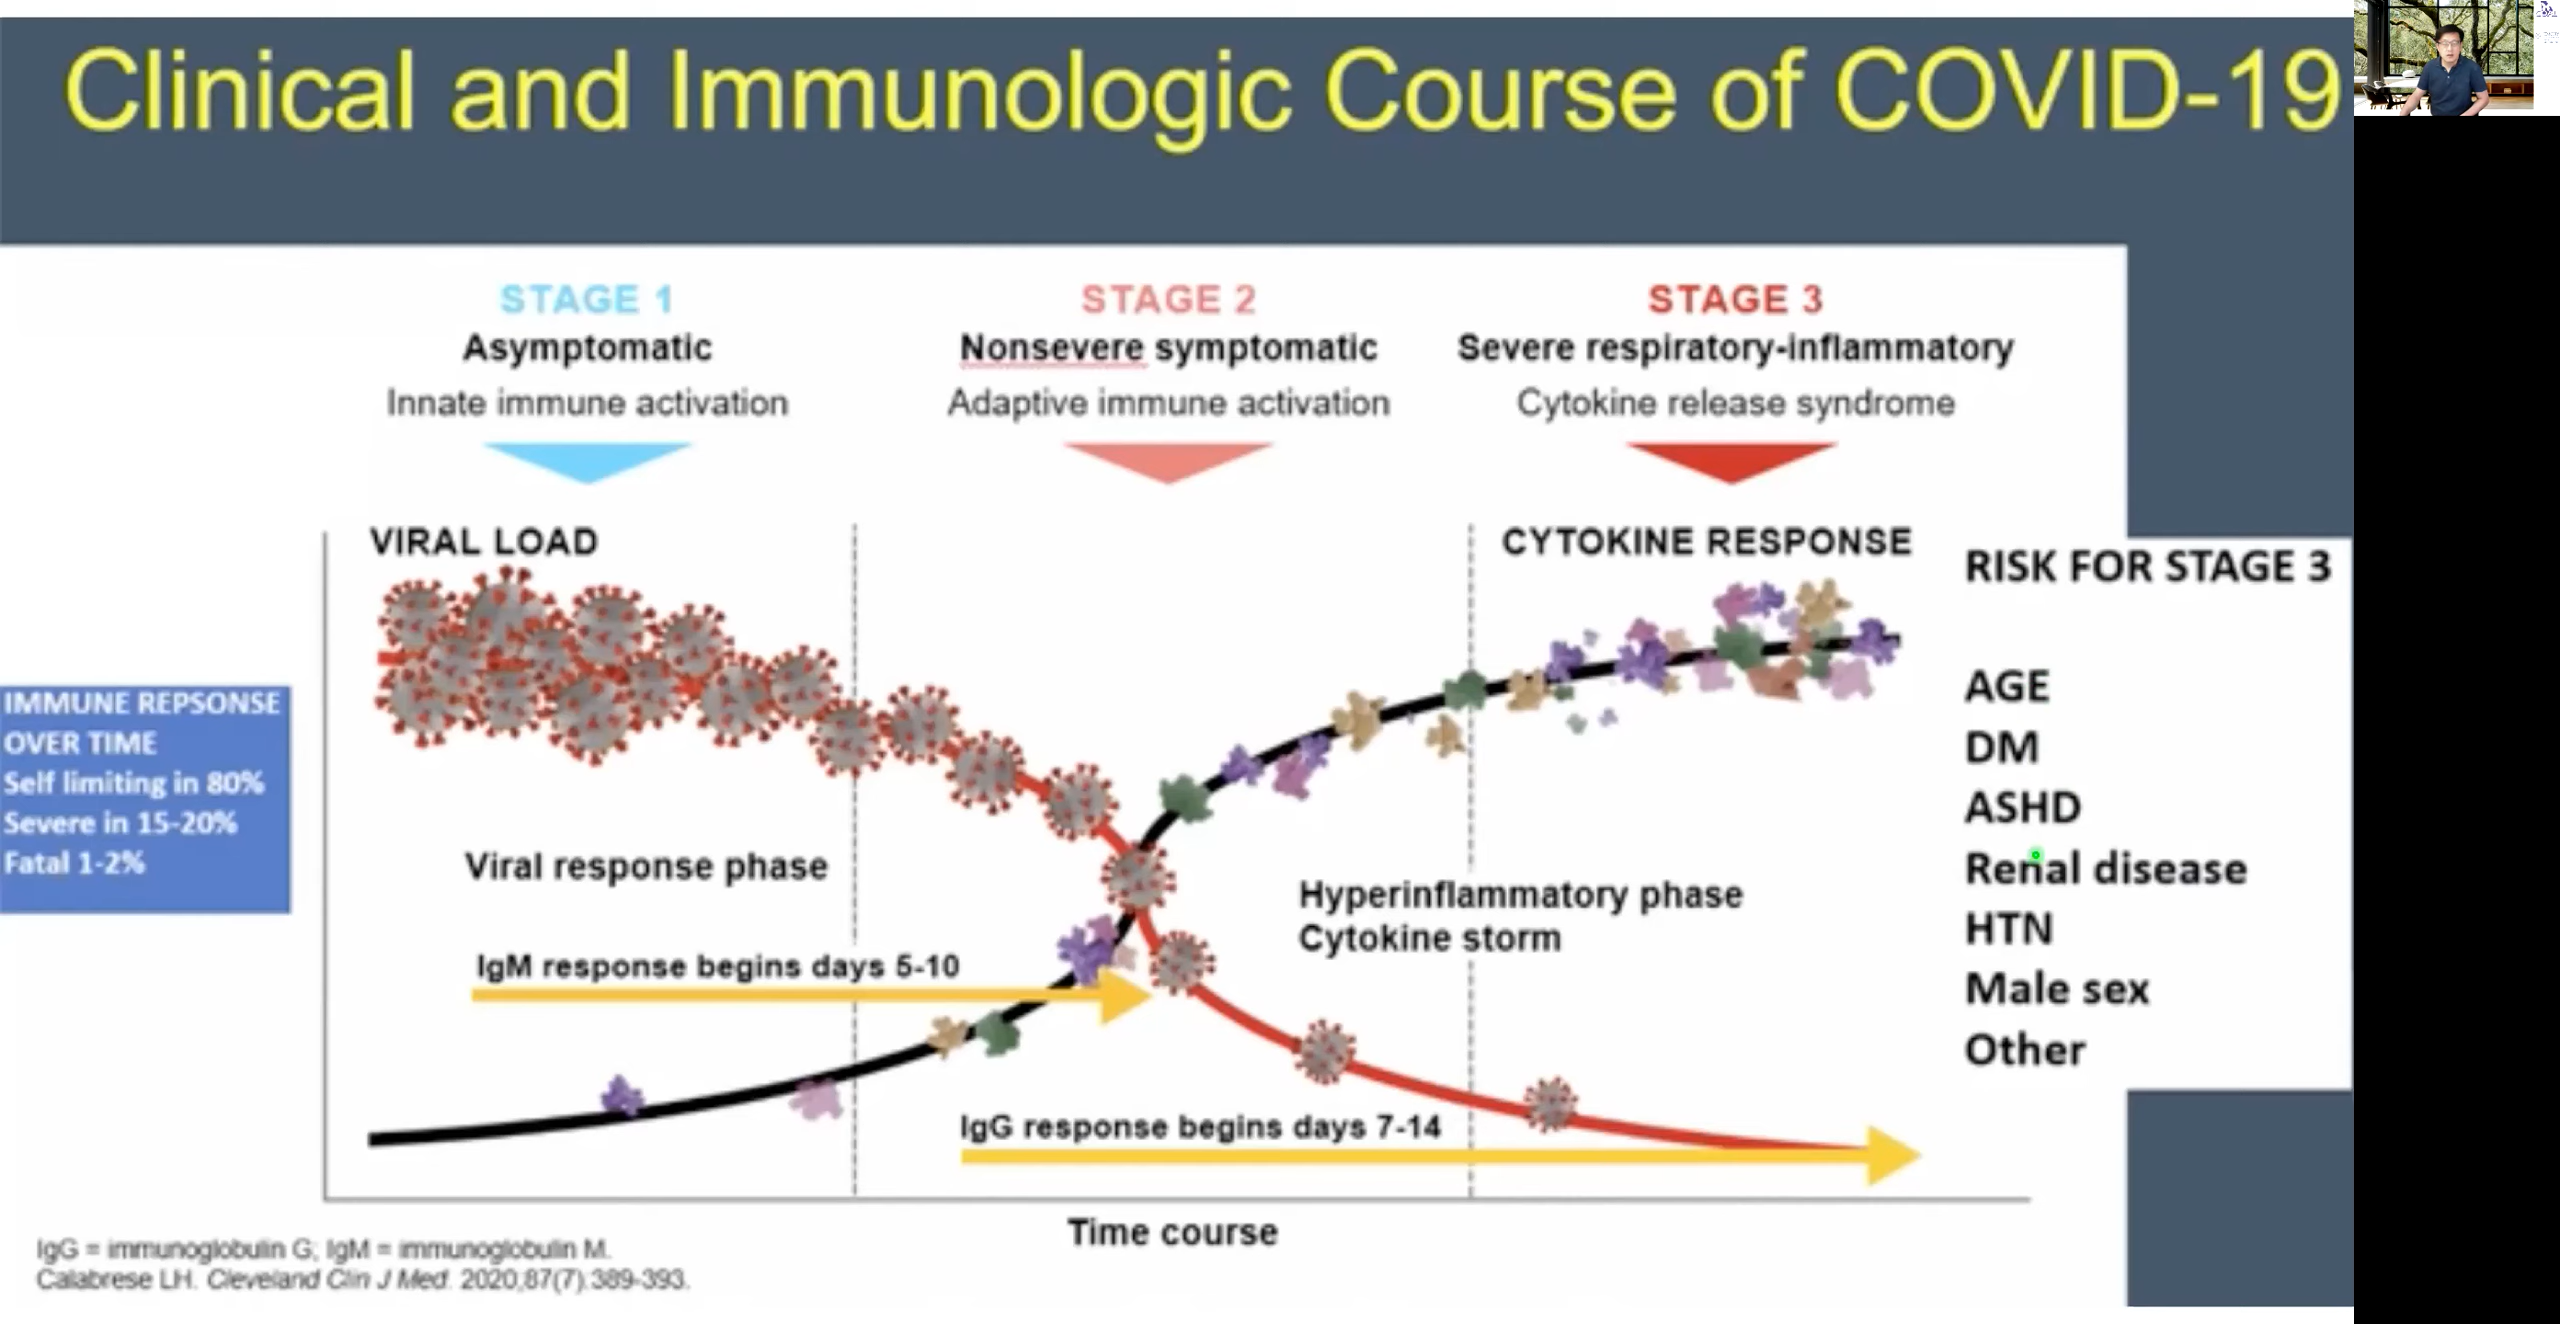 Clinical and Immunologic Course of COVID-19
STAGE 1
Asymptomatic
Innate immune activation
STAGE 2
Nonsevere symptomatic
Adaptive immune activation
STAGE 3
Severe respiratory-inflammatory
Cytokine release syndrome
VIRAL LOAD
CYTOKINE RESPONSE
IMMUNE REPSONSE
OVER TIME
Self limiting in 80%
Severe in 15-20%
Fatal 1-2%
Viral response phase
IgM response begins days 5-10
Hyperinflammatory phase
Cytokine storm
IgG response begins days 7-14
Time course
RISK FOR STAGE 3
AGE
DM
ASHD
Renal disease
HTN
Male sex
Other
IgG = immunoglobulin G; IgM = immunoglobulin M.
Calabrese LH. Cleveland Clin J Med. 2020;87(7):389-393.